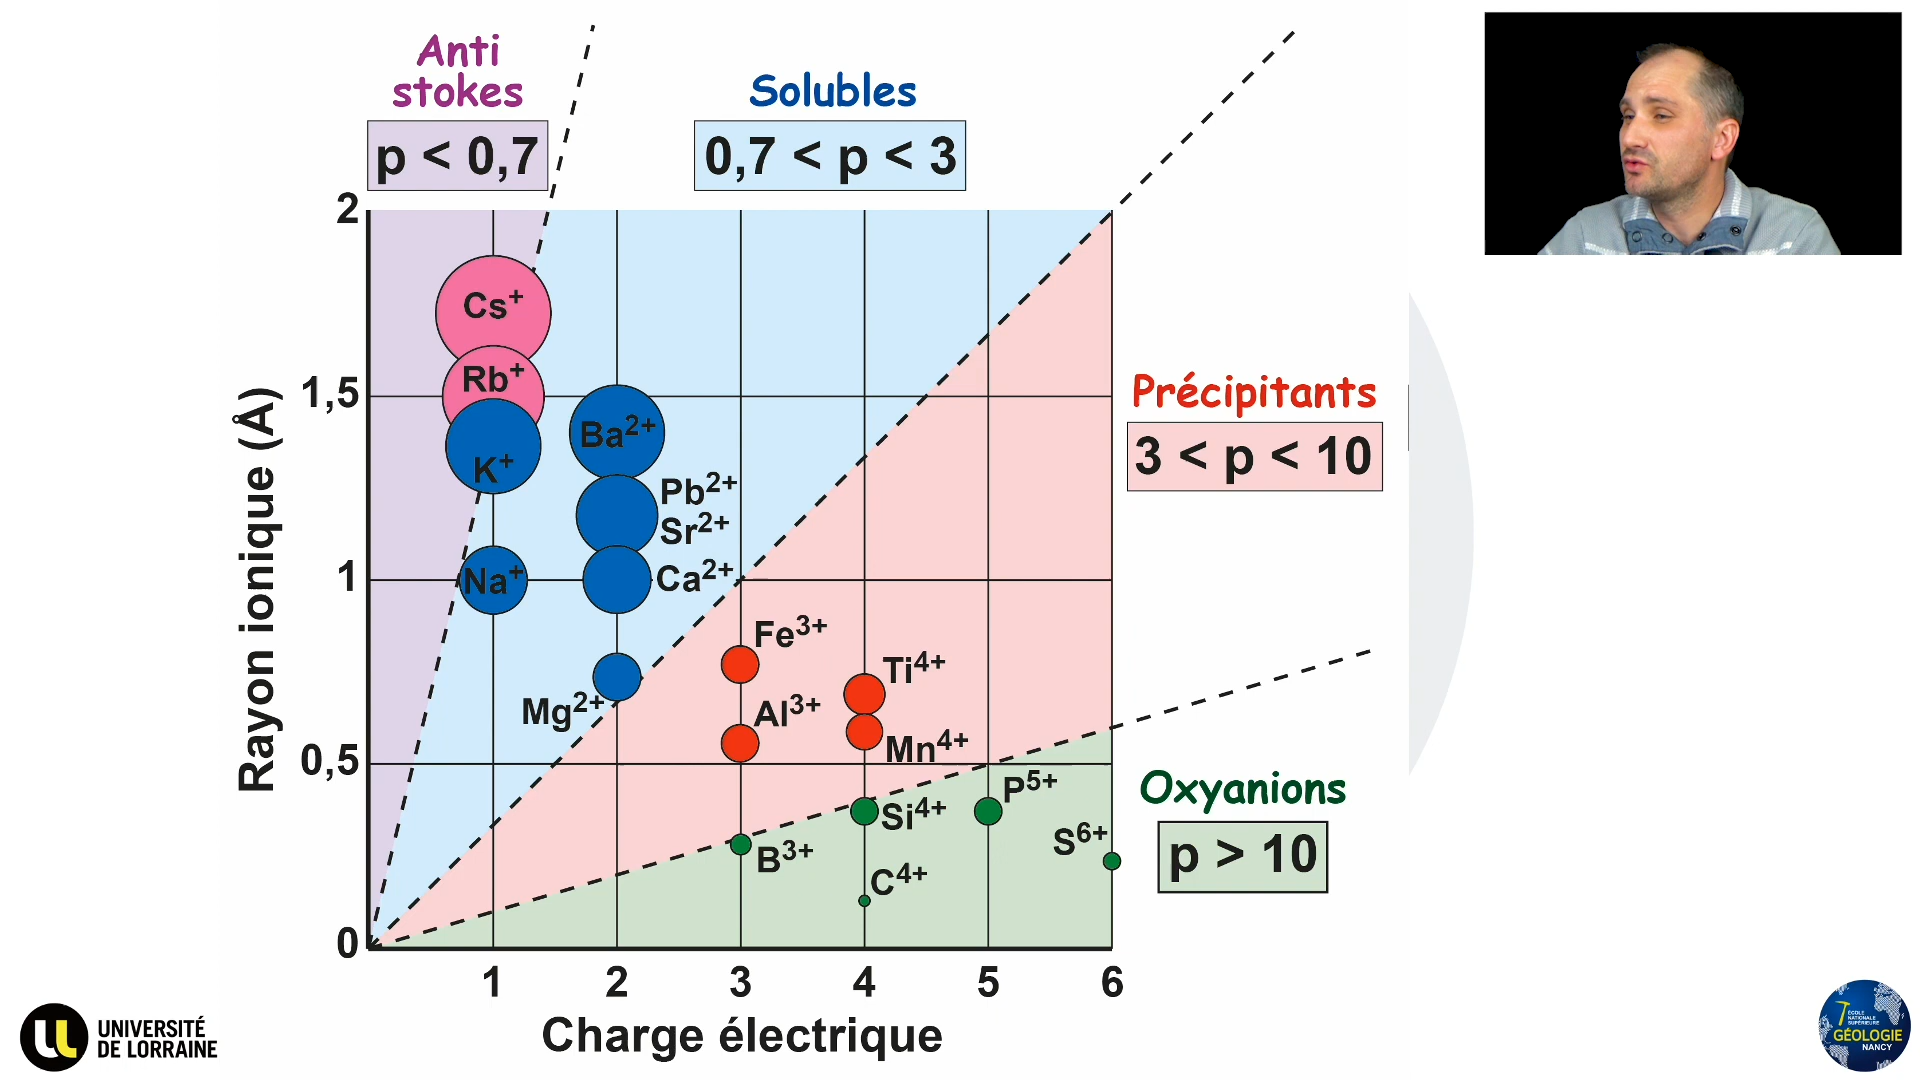 Anti
stokes
p < 0,7
Solubles
0,7 < p < 3
Précipitants
3 < p < 10
Oxyanions
p > 10
Rayon ionique (Å)
2
1,5
1
0,5
0
Cs⁺
Rb⁺
K⁺
Na⁺
Ba²⁺
Pb²⁺
Sr²⁺
Ca²⁺
Mg²⁺
Fe³⁺
Al³⁺
Ti⁴⁺
Mn⁴⁺
B³⁺
Si⁴⁺
C⁴⁺
P⁵⁺
S⁶⁺
1 2 3 4 5 6
Charge électrique
UNIVERSITÉ
DE LORRAINE
ÉCOLE
NATIONALE
SUPÉRIEURE
GÉOLOGIE
NANCY